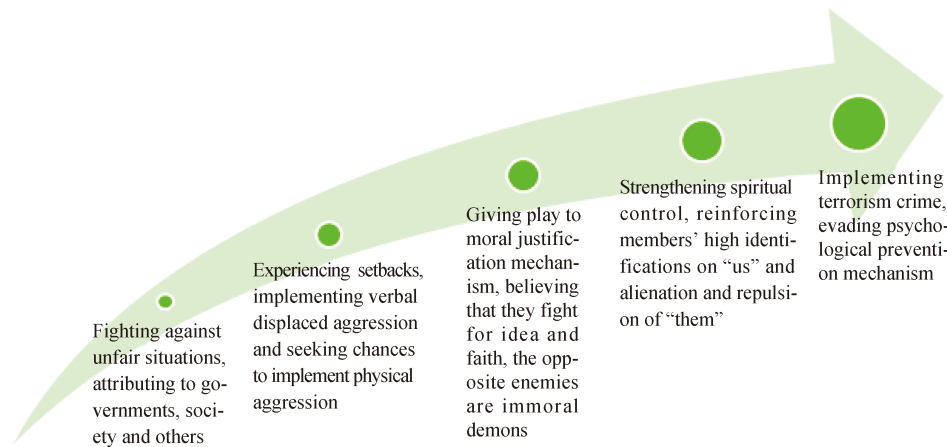 Fighting against
unfair situations,
attributing to go-
vernments, soci-
ety and others
Experiencing setbacks,
implementing verbal
displaced aggression
and seeking chances
to implement physical
aggression
Giving play to
moral justific-
ation mechan-
ism, believing
that they fight
for idea and
faith, the opp-
osite enemies
are immoral
demons
Strengthening spiritual
control, reinforcing
members’ high identi-
fications on “us” and
alienation and repulsi-
on of “them”
Implementing
terrorism crime,
evading psycho-
logical preventi-
on mechanism